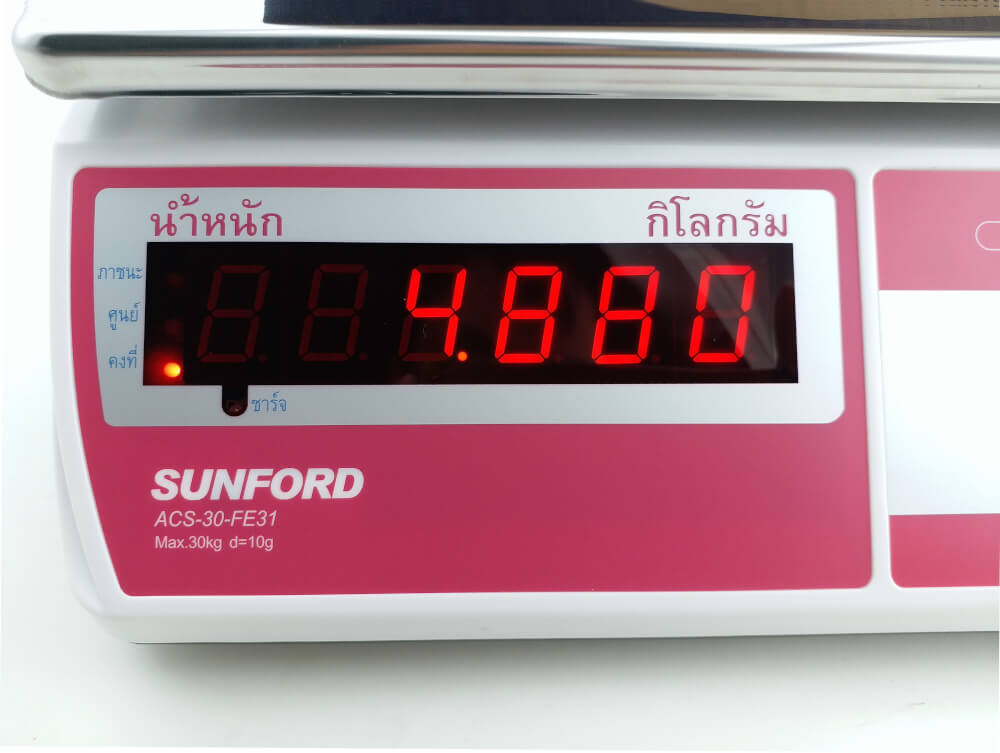 น้ำหนัก กิโลกรัม
ภาชนะ
ศูนย์
คงที่
4.880
ชาร์จ
SUNFORD
ACS-30-FE31
Max.30kg d=10g